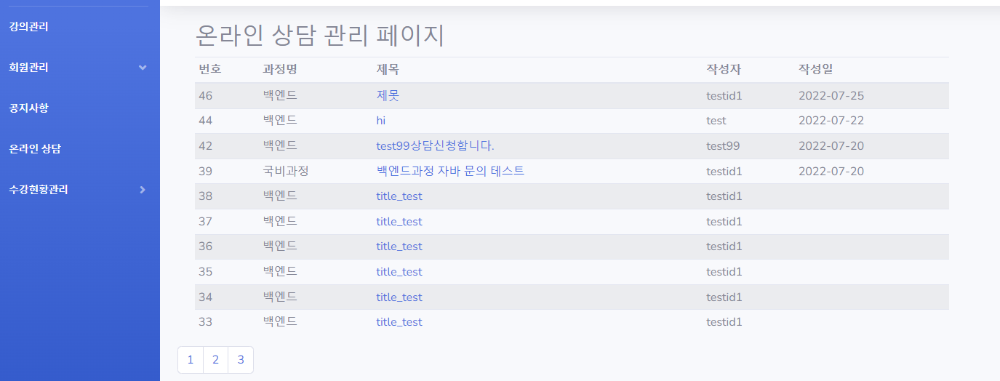 강의관리
회원관리
공지사항
온라인 상담
수강현황관리
온라인 상담 관리 페이지
번호 과정명 제목 작성자 작성일
46 백엔드 제못 testid1 2022-07-25
44 백엔드 hi test 2022-07-22
42 백엔드 test99상담신청합니다. test99 2022-07-20
39 국비과정 백엔드과정 자바 문의 테스트 testid1 2022-07-20
38 백엔드 title_test testid1
37 백엔드 title_test testid1
36 백엔드 title_test testid1
35 백엔드 title_test testid1
34 백엔드 title_test testid1
33 백엔드 title_test testid1
1 2 3